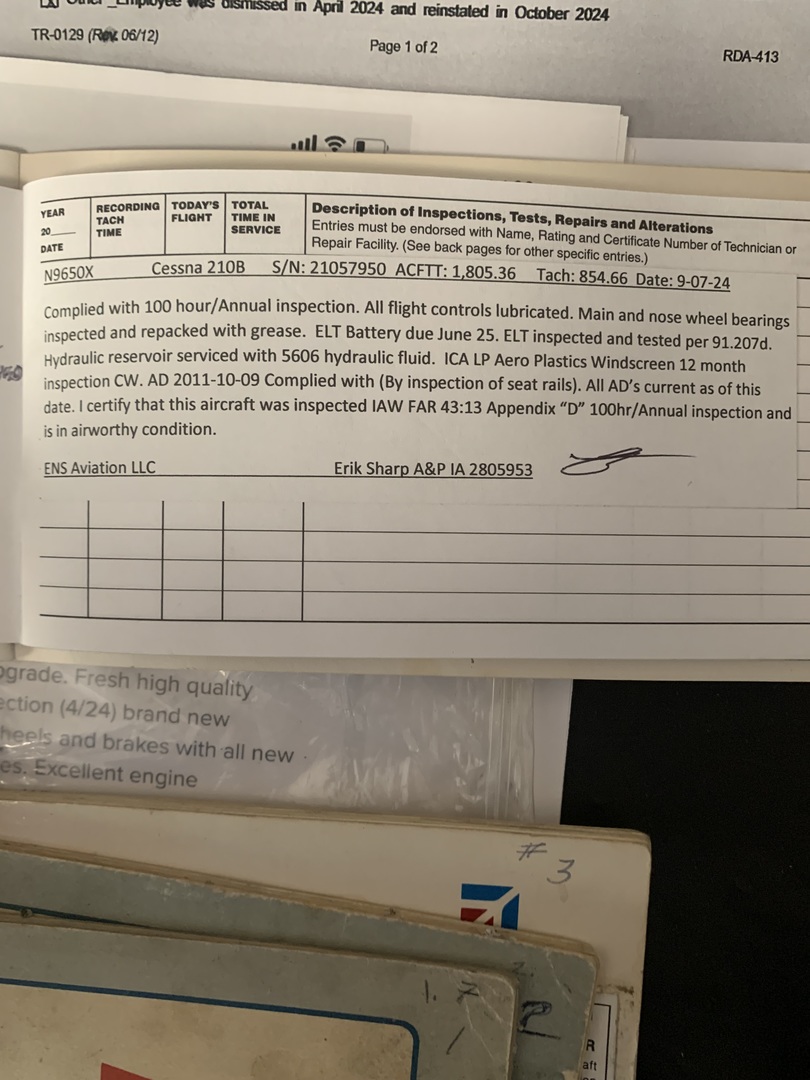 Other _Employee was dismissed in April 2024 and reinstated in October 2024
TR-0129 (Rev. 06/12)
Page 1 of 2
RDA-413
YEAR
20____
DATE
RECORDING
TACH
TIME
TODAY'S
FLIGHT
TOTAL
TIME IN
SERVICE
Description of Inspections, Tests, Repairs and Alterations
Entries must be endorsed with Name, Rating and Certificate Number of Technician or
Repair Facility. (See back pages for other specific entries.)
N9650X Cessna 210B S/N: 21057950 ACFTT: 1,805.36 Tach: 854.66 Date: 9-07-24
Complied with 100 hour/Annual inspection. All flight controls lubricated. Main and nose wheel bearings
inspected and repacked with grease. ELT Battery due June 25. ELT inspected and tested per 91.207d.
Hydraulic reservoir serviced with 5606 hydraulic fluid. ICA LP Aero Plastics Windscreen 12 month
inspection CW. AD 2011-10-09 Complied with (By inspection of seat rails). All AD's current as of this
date. I certify that this aircraft was inspected IAW FAR 43:13 Appendix “D” 100hr/Annual inspection and
is in airworthy condition.
ENS Aviation LLC Erik Sharp A&P IA 2805953
pgrade. Fresh high quality
ection (4/24) brand new
heels and brakes with all new
es. Excellent engine
# 3
2
1. 7
1
R
aft